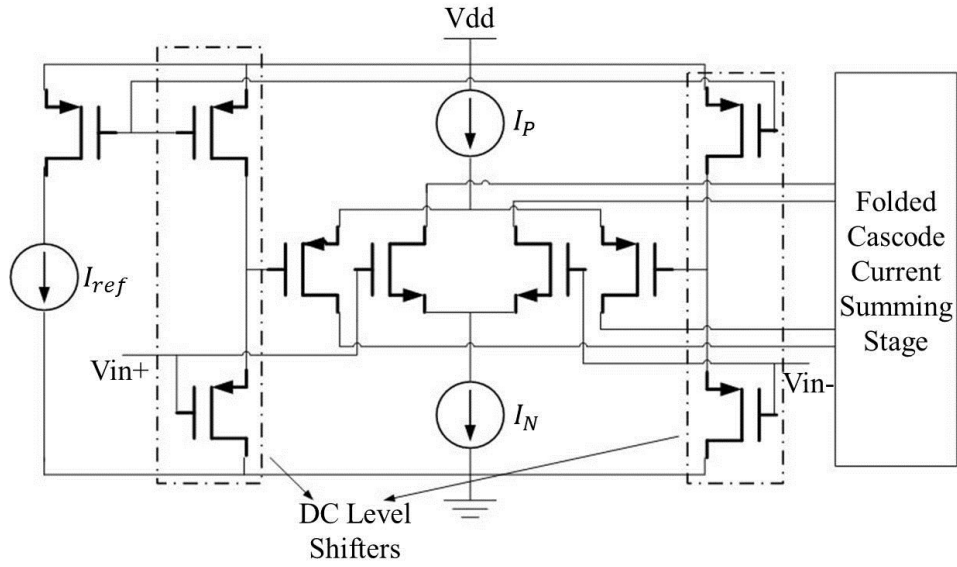 Vdd
I_P
Folded
Cascode
Current
Summing
Stage
I_ref
Vin+
Vin-
I_N
DC Level
Shifters